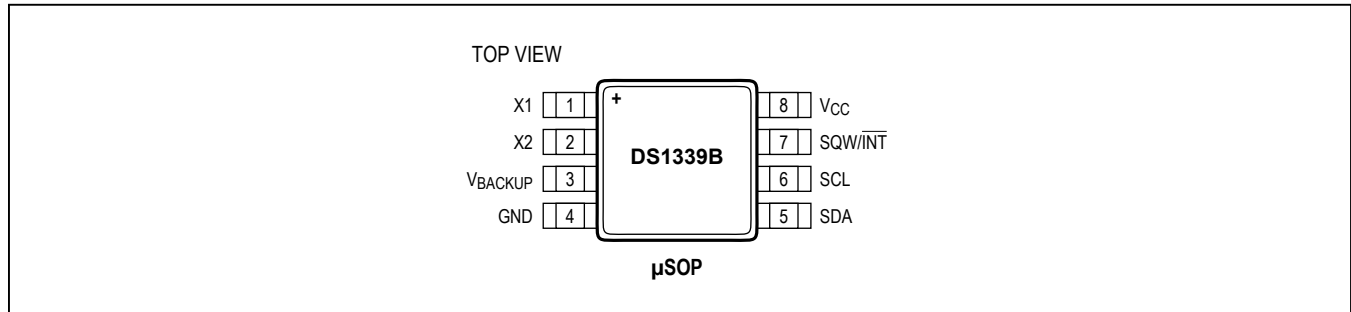 TOP VIEW
X1 1 + 8 VCC
X2 2 DS1339B 7 SQW/INT
VBACKUP 3 6 SCL
GND 4 5 SDA
µSOP